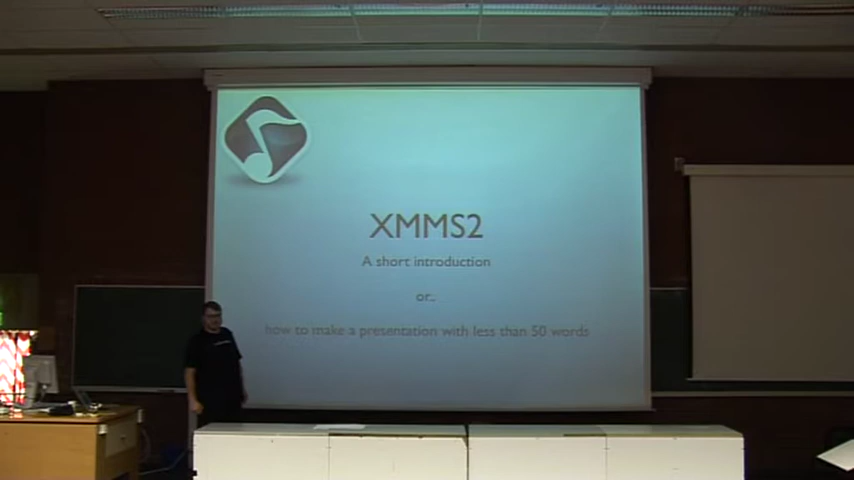 XMMS2
A short introduction
or..
how to make a presentation with less than 50 words